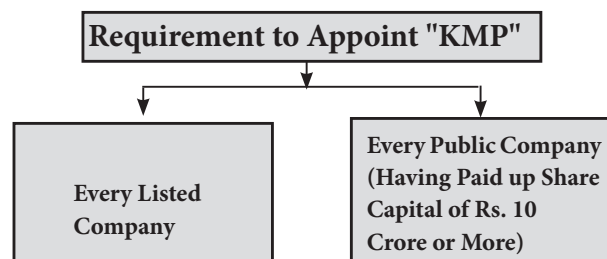 Requirement to Appoint "KMP"
Every Listed
Company
Every Public Company
(Having Paid up Share
Capital of Rs. 10
Crore or More)